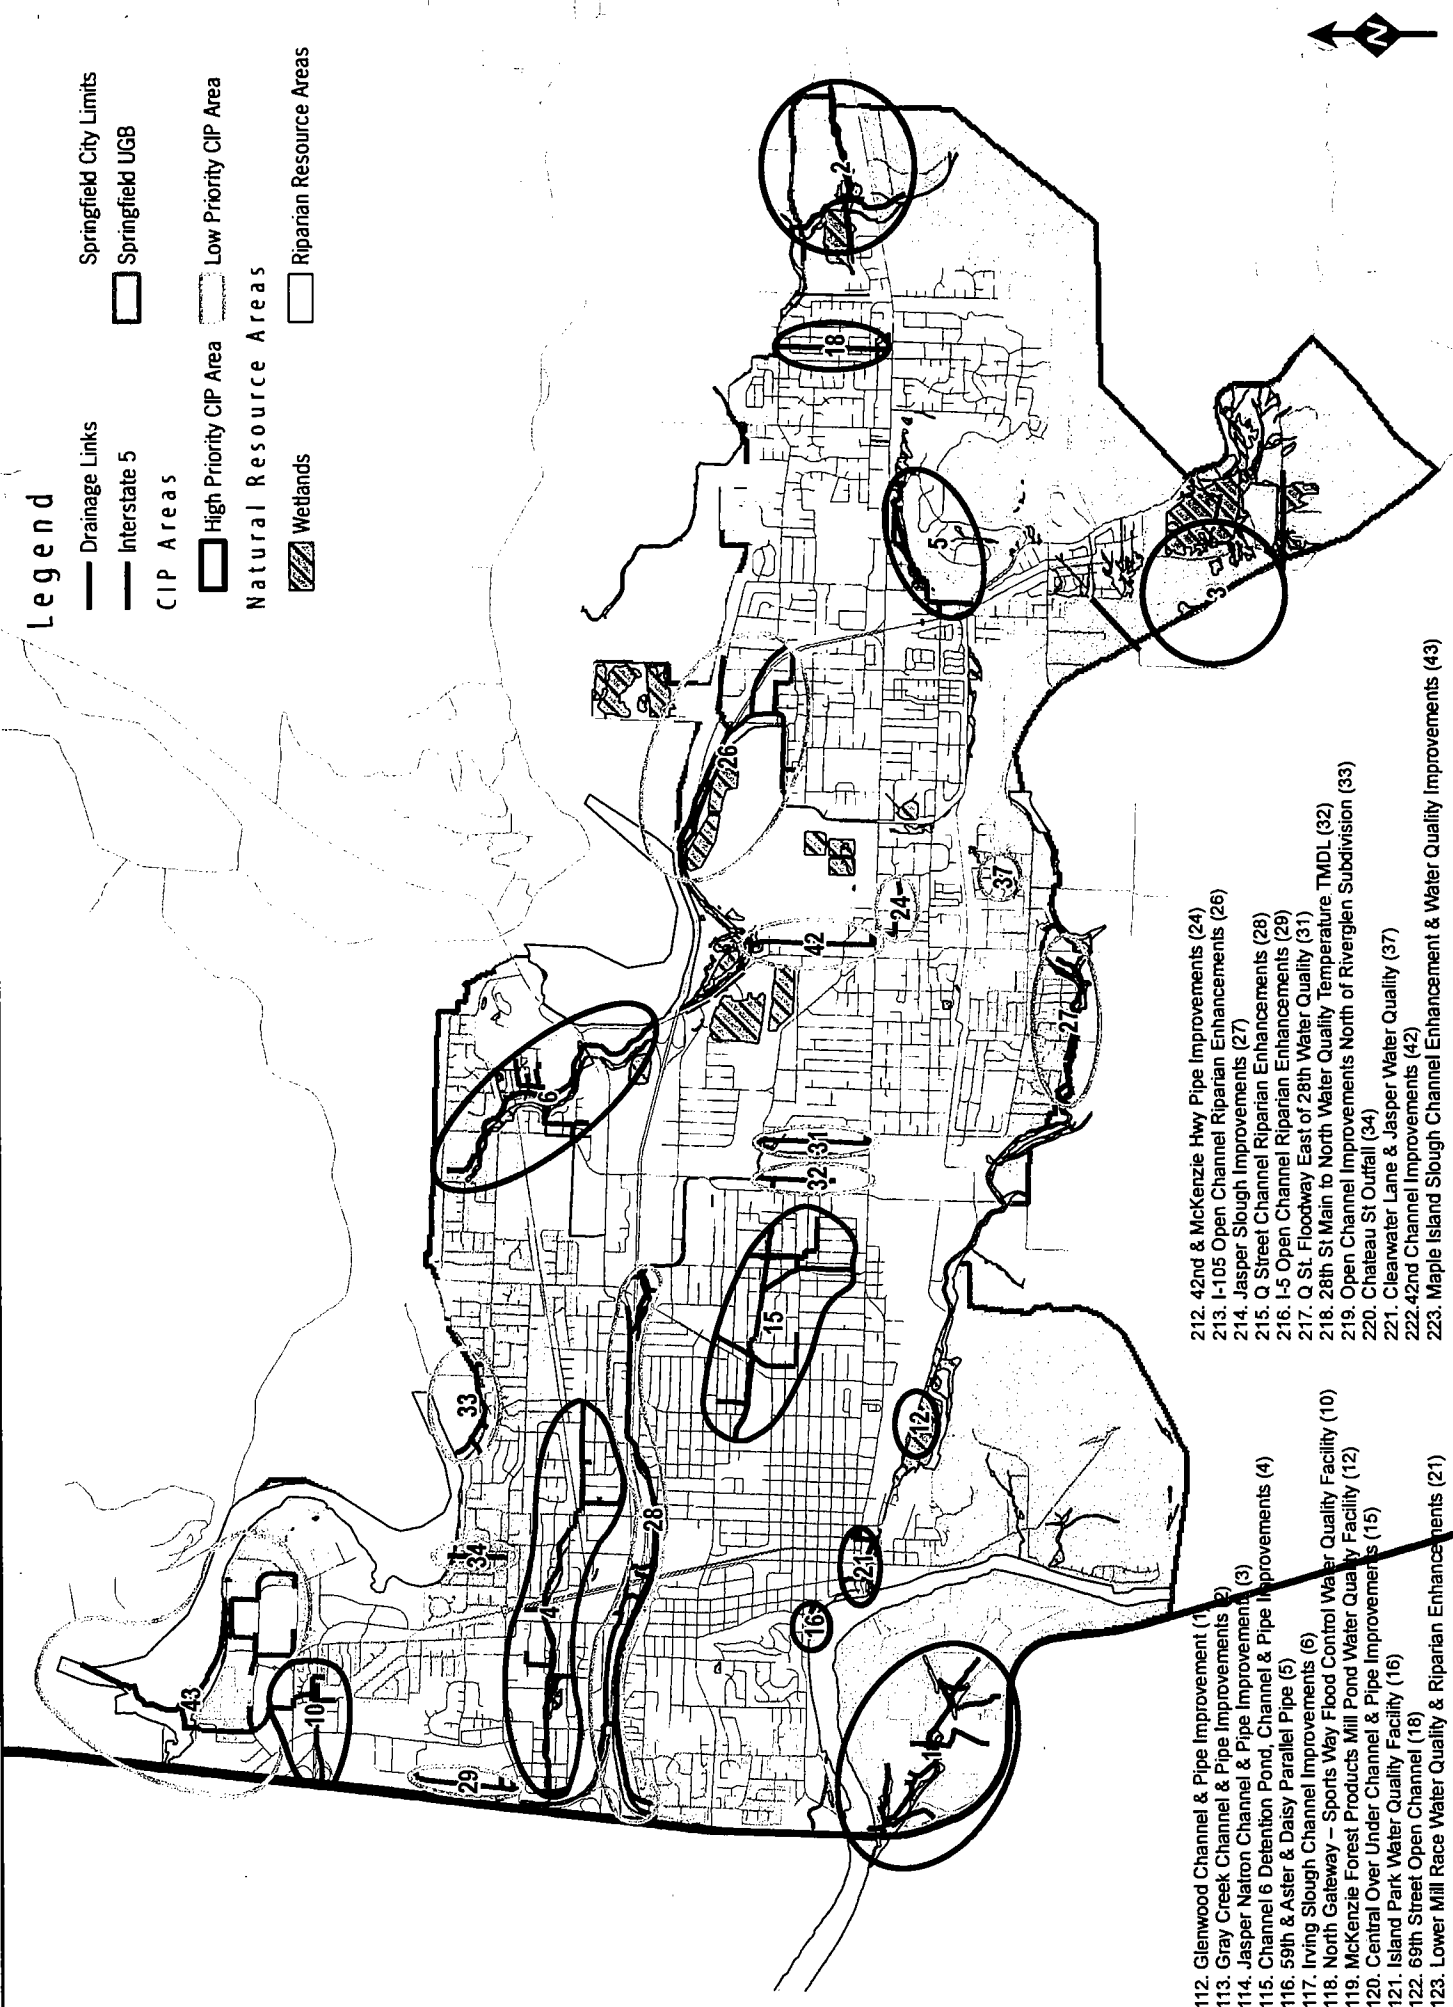 Legend
Drainage Links
Springfield City Limits
Interstate 5
Springfield UGB
CIP Areas
High Priority CIP Area
Low Priority CIP Area
Natural Resource Areas
Wetlands
Riparian Resource Areas
N
43
10
29
34
33
4
28
6
15
32
31
42
26
24
37
27
5
18
2
3
12
21
16
1
112. Glenwood Channel & Pipe Improvement (1)
113. Gray Creek Channel & Pipe Improvements (2)
114. Jasper Natron Channel & Pipe Improvement (3)
115. Channel 6 Detention Pond, Channel & Pipe Improvements (4)
116. 59th & Aster & Daisy Parallel Pipe (5)
117. Irving Slough Channel Improvements (6)
118. North Gateway – Sports Way Flood Control Water Quality Facility (10)
119. McKenzie Forest Products Mill Pond Water Quality Facility (12)
120. Central Over Under Channel & Pipe Improvements (15)
121. Island Park Water Quality Facility (16)
122. 69th Street Open Channel (18)
123. Lower Mill Race Water Quality & Riparian Enhancements (21)
212. 42nd & McKenzie Hwy Pipe Improvements (24)
213. I-105 Open Channel Riparian Enhancements (26)
214. Jasper Slough Improvements (27)
215. Q Street Channel Riparian Enhancements (28)
216. I-5 Open Channel Riparian Enhancements (29)
217. Q St. Floodway East of 28th Water Quality (31)
218. 28th St Main to North Water Quality Temperature TMDL (32)
219. Open Channel Improvements North of Riverglen Subdivision (33)
220. Chateau St Outfall (34)
221. Clearwater Lane & Jasper Water Quality (37)
222.42nd Channel Improvements (42)
223. Maple Island Slough Channel Enhancement & Water Quality Improvements (43)